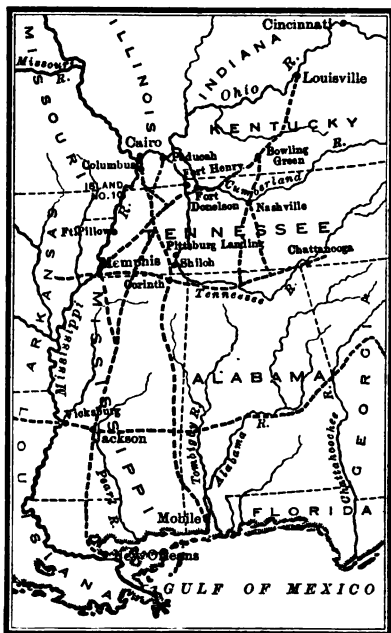 Cincinnati
MISSOURI
ILLINOIS
INDIANA
Missouri R.
Ohio R.
Louisville
KENTUCKY
Cairo
Columbus
Paducah
Bowling Green
Fort Henry
Cumberland R.
ISLAND NO. 10
Fort Donelson
Nashville
TENNESSEE
Ft. Pillow
Pittsburg Landing
Chattanooga
Memphis
Shiloh
Corinth
Tennessee R.
ARKANSAS
Mississippi R.
MISSISSIPPI
ALABAMA
GEORGIA
Vicksburg
Jackson
Tombigby R.
Alabama R.
Chattahoochee R.
Pearl R.
LOUISIANA
Mobile
FLORIDA
New Orleans
GULF OF MEXICO